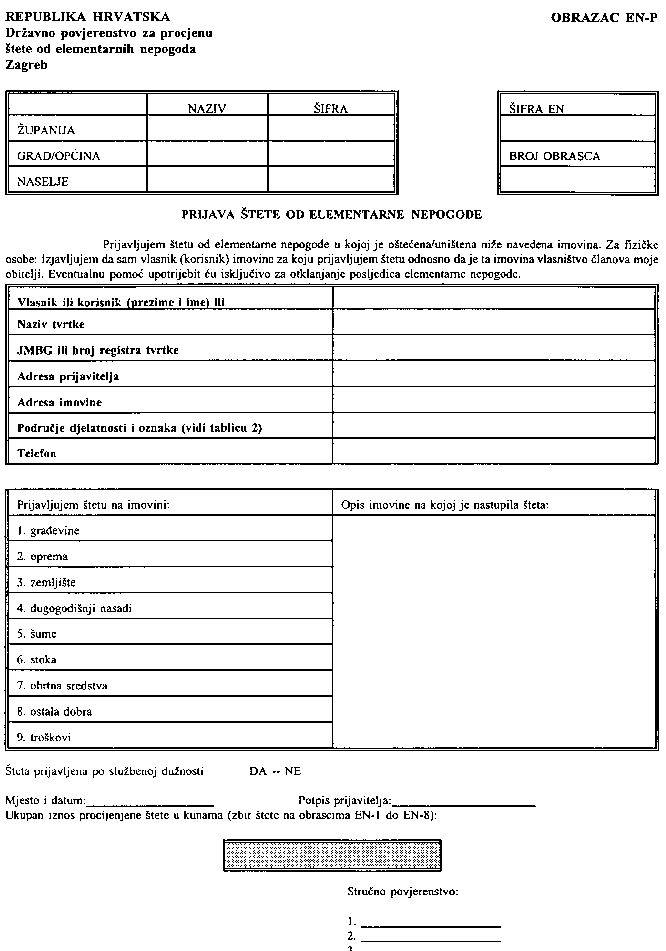 REPUBLIKA HRVATSKA
OBRAZAC EN-P
Državno povjerenstvo za procjenu
štete od elementarnih nepogoda
Zagreb
NAZIV ŠIFRA
ŽUPANIJA
GRAD/OPĆINA
NASELJE
ŠIFRA EN
BROJ OBRASCA
PRIJAVA ŠTETE OD ELEMENTARNE NEPOGODE
Prijavljujem štetu od elementarne nepogode u kojoj je oštećena/uništena niže navedena imovina. Za fizičke
osobe: Izjavljujem da sam vlasnik (korisnik) imovine za koju prijavljujem štetu odnosno da je ta imovina vlasništvo članova moje
obitelji. Eventualnu pomoć upotrijebit ću isključivo za otklanjanje posljedica elementarne nepogode.
Vlasnik ili korisnik (prezime i ime) ili
Naziv tvrtke
JMBG ili broj registra tvrtke
Adresa prijavitelja
Adresa imovine
Područje djelatnosti i oznaka (vidi tablicu 2)
Telefon
Prijavljujem štetu na imovini:
Opis imovine na kojoj je nastupila šteta:
1. građevine
2. oprema
3. zemljište
4. dugogodišnji nasadi
5. šume
6. stoka
7. obrtna sredstva
8. ostala dobra
9. troškovi
Šteta prijavljena po službenoj dužnosti DA -- NE
Mjesto i datum: Potpis prijavitelja:
Ukupan iznos procijenjene štete u kunama (zbir štete na obrascima EN-1 do EN-8):
Stručno povjerenstvo:
1.
2.